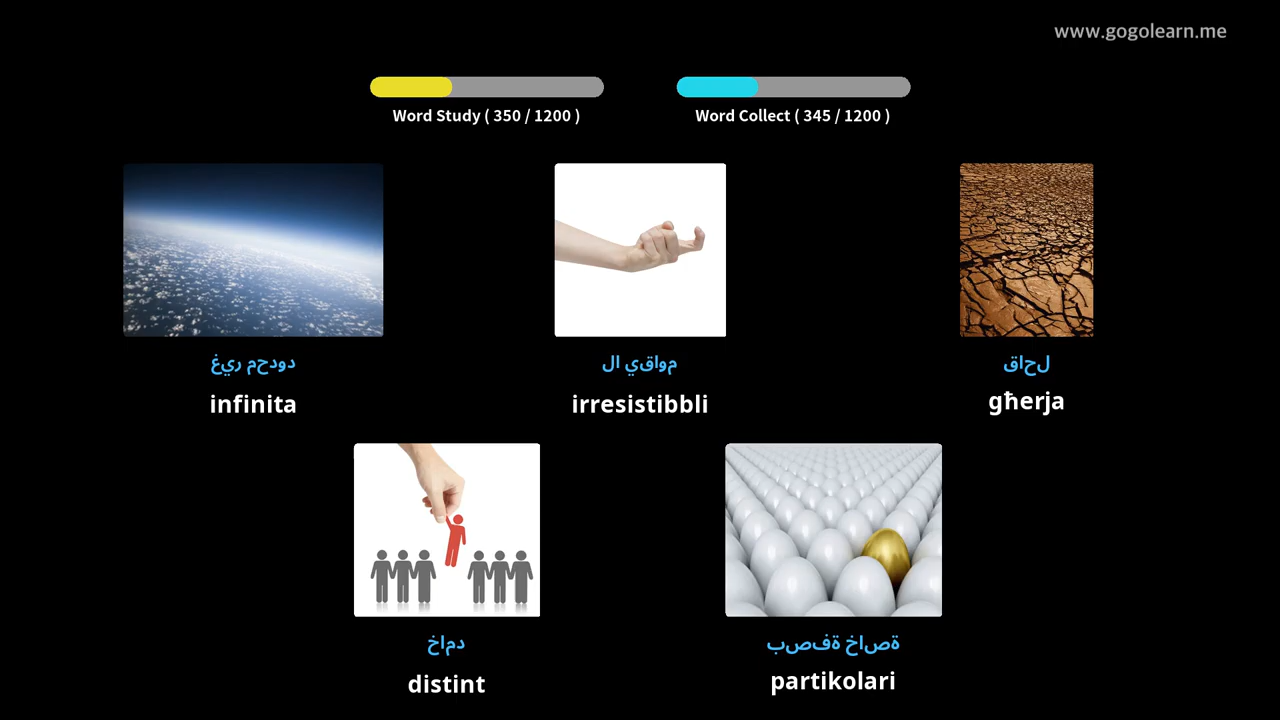 www.gogolearn.me
Word Study ( 350 / 1200 )
Word Collect ( 345 / 1200 )
دودحم ريغ
infinita
مواقي ال
irresistibbli
لحاق
għerja
دماخ
distint
ةصاخ ةفصب
partikolari